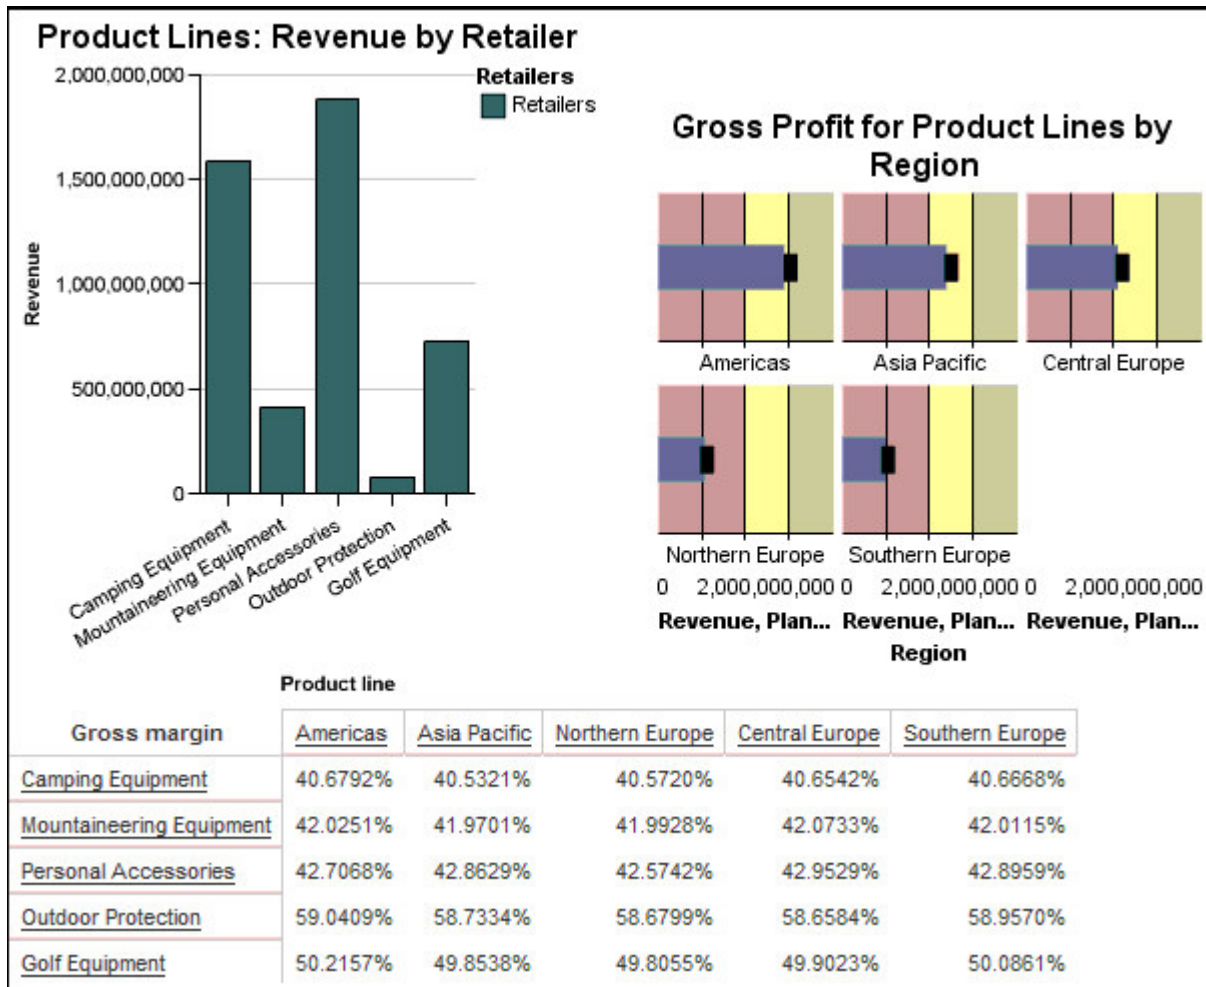 Product Lines: Revenue by Retailer
2,000,000,000
1,500,000,000
1,000,000,000
500,000,000
0
Revenue
Camping Equipment
Mountaineering Equipment
Personal Accessories
Outdoor Protection
Golf Equipment
Retailers
Retailers
Gross Profit for Product Lines by
Region
Americas
Asia Pacific
Central Europe
Northern Europe
Southern Europe
0 2,000,000,000 0 2,000,000,000 0 2,000,000,000
Revenue, Plan... Revenue, Plan... Revenue, Plan...
Region
Product line
Gross margin Americas Asia Pacific Northern Europe Central Europe Southern Europe
Camping Equipment 40.6792% 40.5321% 40.5720% 40.6542% 40.6668%
Mountaineering Equipment 42.0251% 41.9701% 41.9928% 42.0733% 42.0115%
Personal Accessories 42.7068% 42.8629% 42.5742% 42.9529% 42.8959%
Outdoor Protection 59.0409% 58.7334% 58.6799% 58.6584% 58.9570%
Golf Equipment 50.2157% 49.8538% 49.8055% 49.9023% 50.0861%